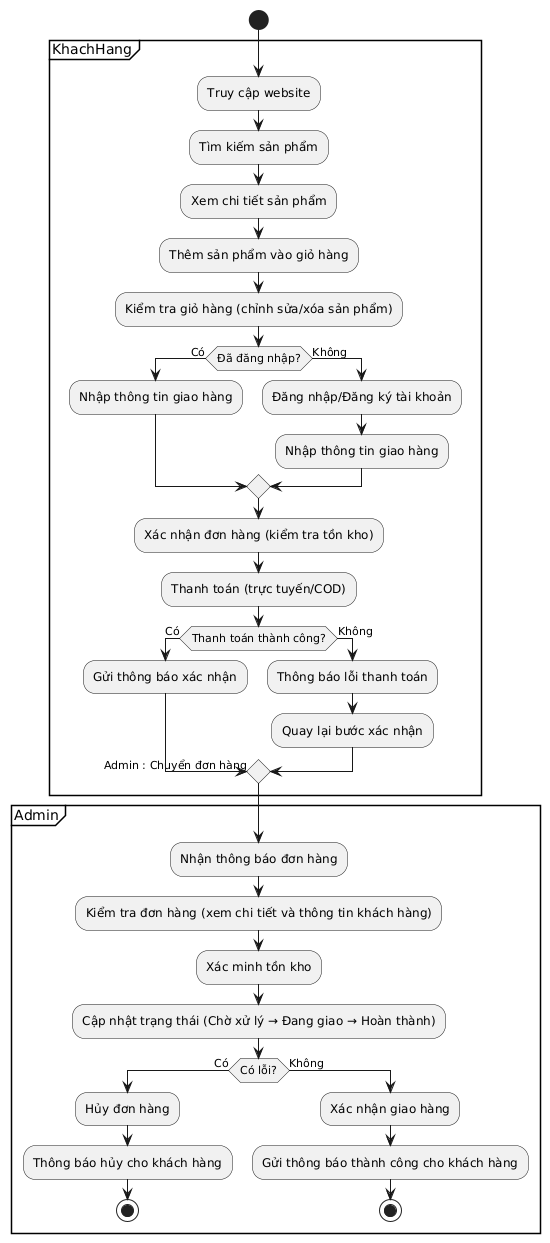 KhachHang
Truy cập website
Tìm kiếm sản phẩm
Xem chi tiết sản phẩm
Thêm sản phẩm vào giỏ hàng
Kiểm tra giỏ hàng (chỉnh sửa/xóa sản phẩm)
Có
Đã đăng nhập?
Không
Nhập thông tin giao hàng
Đăng nhập/Đăng ký tài khoản
Nhập thông tin giao hàng
Xác nhận đơn hàng (kiểm tra tồn kho)
Thanh toán (trực tuyến/COD)
Có
Thanh toán thành công?
Không
Gửi thông báo xác nhận
Thông báo lỗi thanh toán
Quay lại bước xác nhận
Admin : Chuyển đơn hàng
Admin
Nhận thông báo đơn hàng
Kiểm tra đơn hàng (xem chi tiết và thông tin khách hàng)
Xác minh tồn kho
Cập nhật trạng thái (Chờ xử lý → Đang giao → Hoàn thành)
Có
Có lỗi?
Không
Hủy đơn hàng
Xác nhận giao hàng
Thông báo hủy cho khách hàng
Gửi thông báo thành công cho khách hàng